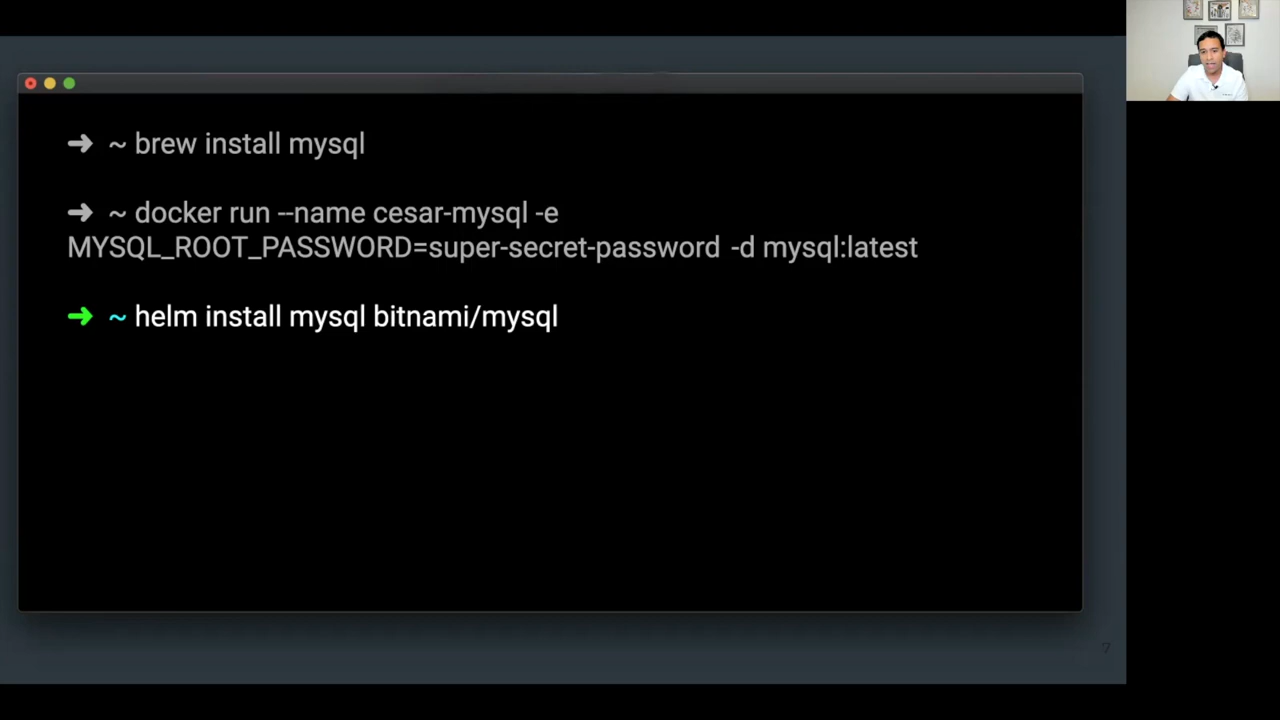 ➜ ~ brew install mysql
➜ ~ docker run --name cesar-mysql -e
MYSQL_ROOT_PASSWORD=super-secret-password -d mysql:latest
➜ ~ helm install mysql bitnami/mysql
7